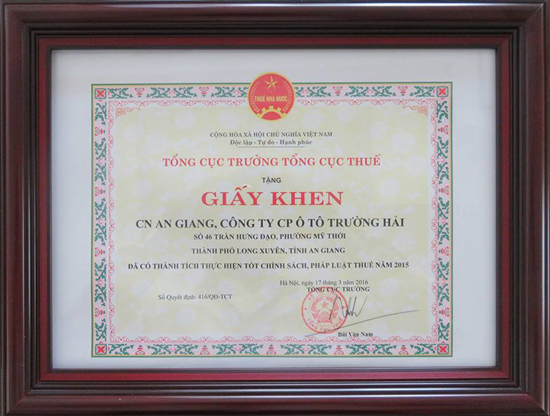 THUẾ NHÀ NƯỚC
CỘNG HÒA XÃ HỘI CHỦ NGHĨA VIỆT NAM
Độc lập - Tự do - Hạnh phúc
TỔNG CỤC TRƯỞNG TỔNG CỤC THUẾ
TẶNG
GIẤY KHEN
CN AN GIANG, CÔNG TY CP Ô TÔ TRƯỜNG HẢI
SỐ 46 TRẦN HƯNG ĐẠO, PHƯỜNG MỸ THỚI
THÀNH PHỐ LONG XUYÊN, TỈNH AN GIANG
ĐÃ CÓ THÀNH TÍCH THỰC HIỆN TỐT CHÍNH SÁCH, PHÁP LUẬT THUẾ NĂM 2015
Hà Nội, ngày 17 tháng 3 năm 2016
Số Quyết định: 416/QĐ-TCT
TỔNG CỤC TRƯỞNG
Bùi Văn Nam